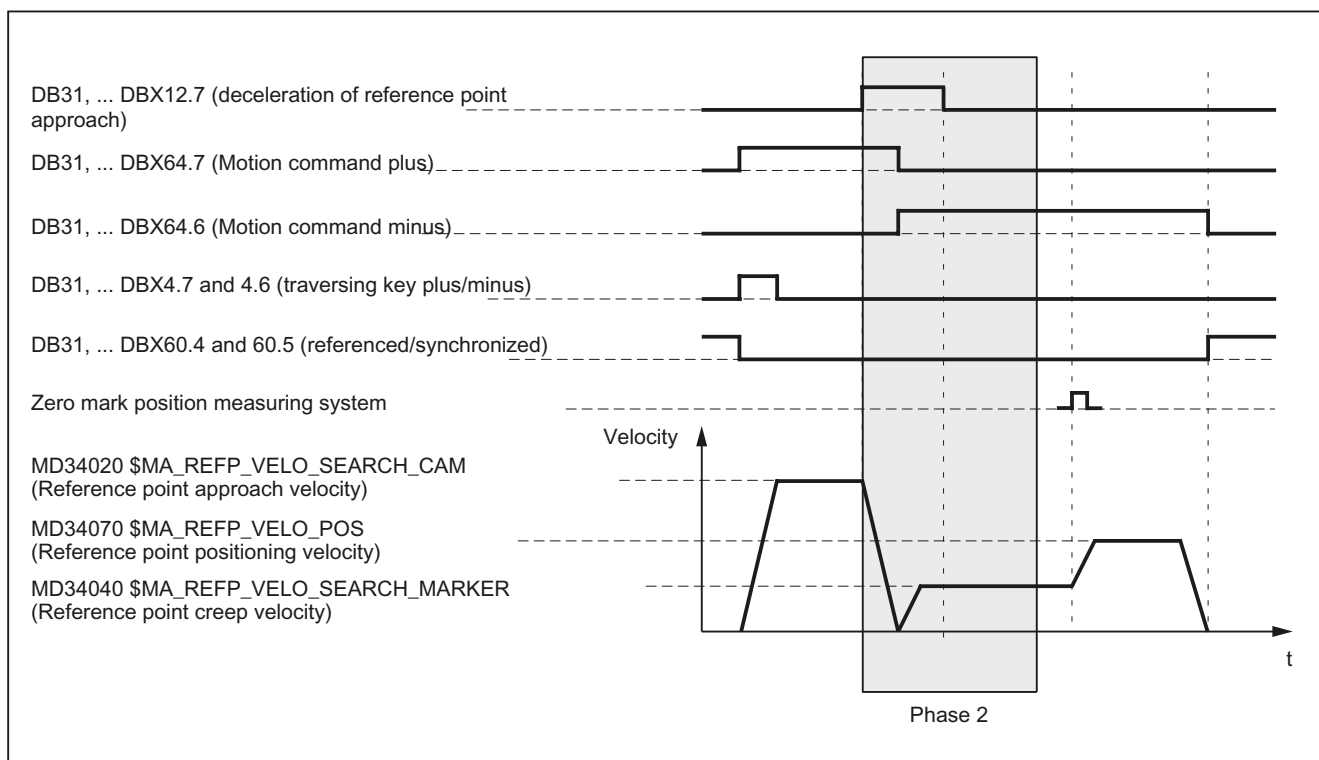 DB31, ... DBX12.7 (deceleration of reference point
approach)
DB31, ... DBX64.7 (Motion command plus)
DB31, ... DBX64.6 (Motion command minus)
DB31, ... DBX4.7 and 4.6 (traversing key plus/minus)
DB31, ... DBX60.4 and 60.5 (referenced/synchronized)
Zero mark position measuring system
Velocity
MD34020 $MA_REFP_VELO_SEARCH_CAM
(Reference point approach velocity)
MD34070 $MA_REFP_VELO_POS
(Reference point positioning velocity)
MD34040 $MA_REFP_VELO_SEARCH_MARKER
(Reference point creep velocity)
t
Phase 2